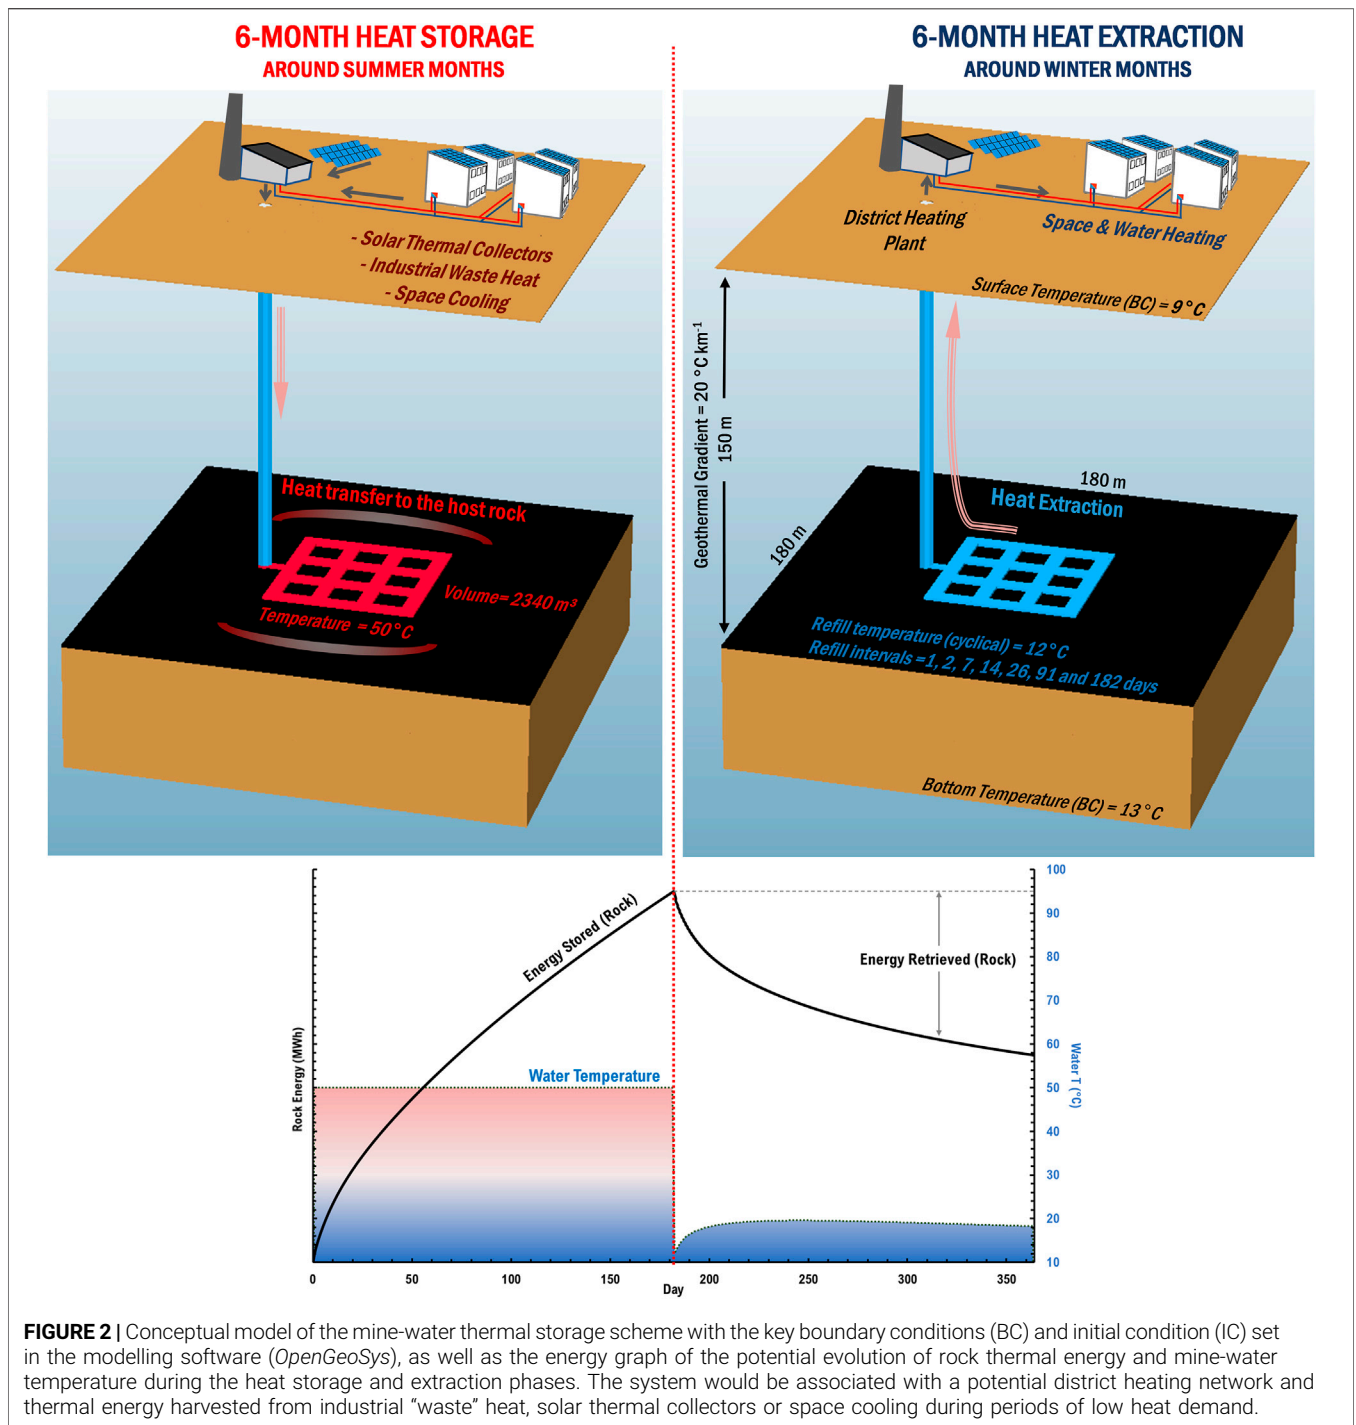 6-MONTH HEAT STORAGE
AROUND SUMMER MONTHS
- Solar Thermal Collectors
- Industrial Waste Heat
- Space Cooling
Heat transfer to the host rock
Volume= 2340 m³
Temperature = 50°C
6-MONTH HEAT EXTRACTION
AROUND WINTER MONTHS
District Heating
Plant
Space & Water Heating
Surface Temperature (BC) = 9°C
Geothermal Gradient = 20 °C km⁻¹
150 m
180 m
180 m
Heat Extraction
Refill temperature (cyclical) = 12°C
Refill intervals =1, 2, 7, 14, 26, 91 and 182 days
Bottom Temperature (BC) = 13°C
Rock Energy (MWh)
Energy Stored (Rock)
Energy Retrieved (Rock)
Water Temperature
100
90
80
70
60
50
40
30
20
10
Water T (°C)
0 50 100 150 200 250 300 350
Day
FIGURE 2 | Conceptual model of the mine-water thermal storage scheme with the key boundary conditions (BC) and initial condition (IC) set
in the modelling software (OpenGeoSys), as well as the energy graph of the potential evolution of rock thermal energy and mine-water
temperature during the heat storage and extraction phases. The system would be associated with a potential district heating network and
thermal energy harvested from industrial “waste” heat, solar thermal collectors or space cooling during periods of low heat demand.